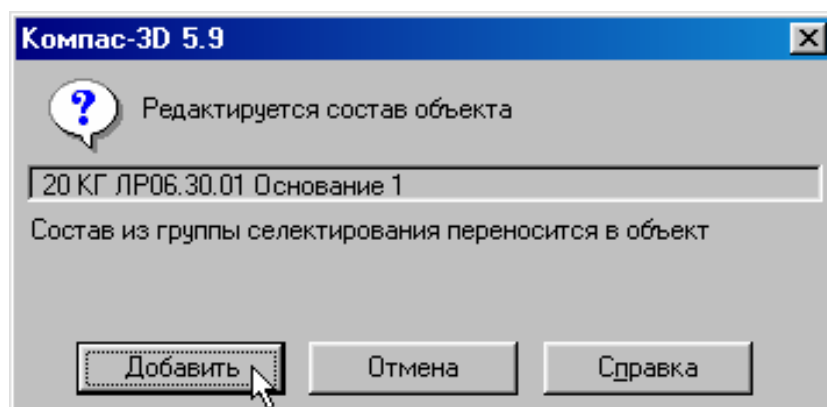 Компас-3D 5.9
?
Редактируется состав объекта
20 КГ ЛР06.30.01 Основание 1
Состав из группы селектирования переносится в объект
Добавить Отмена Справка